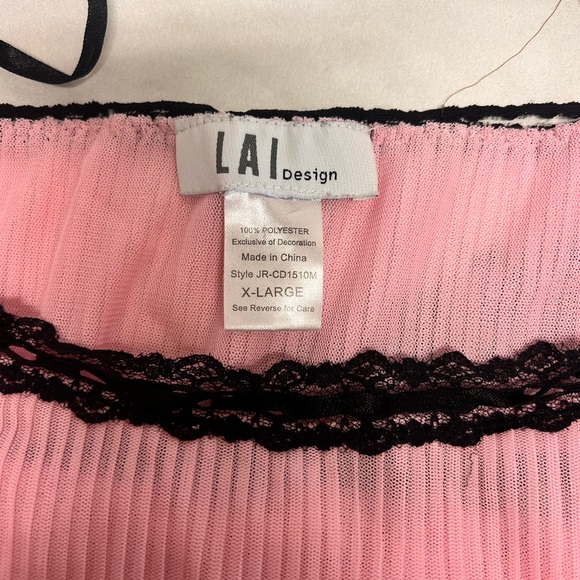 LAI Design
100% POLYESTER
Exclusive of Decoration
Made in China
Style JR-CD1510M
X-LARGE
See Reverse for Care